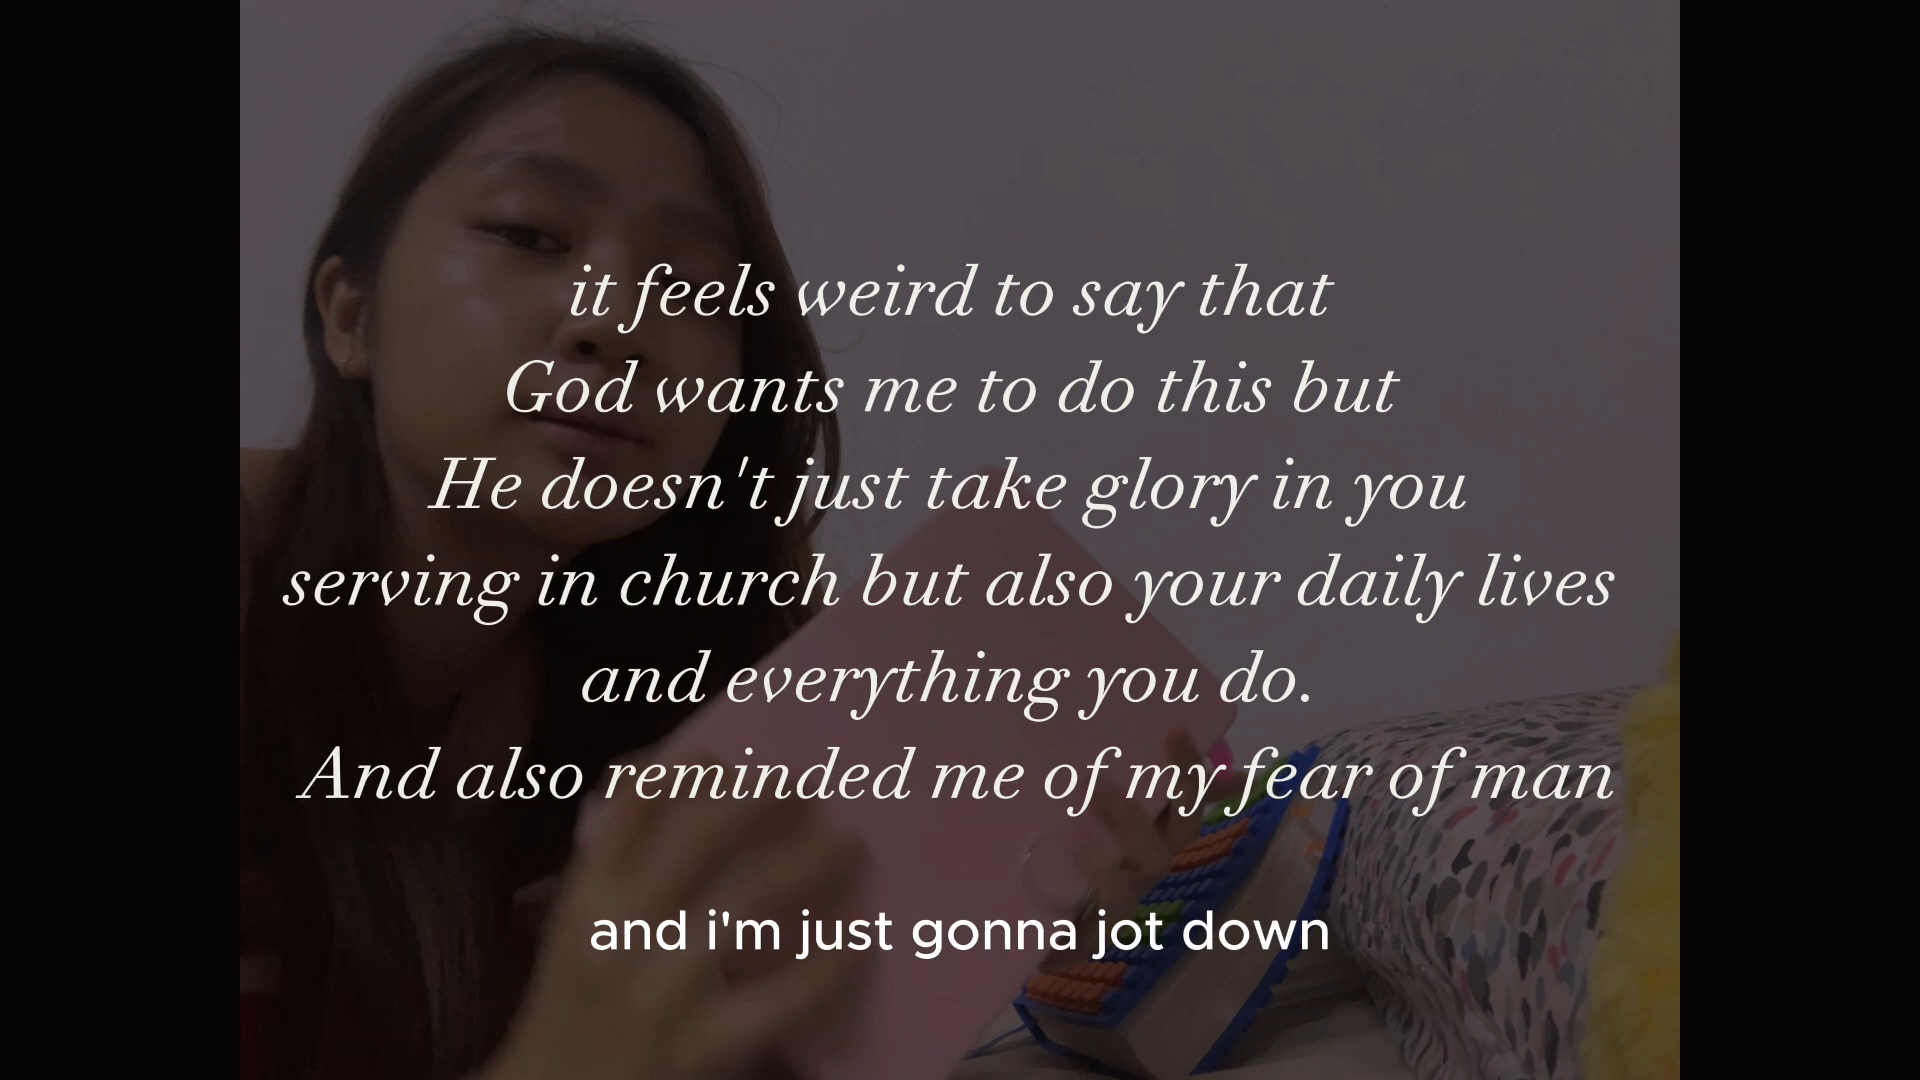 it feels weird to say that
God wants me to do this but
He doesn't just take glory in you
serving in church but also your daily lives
and everything you do.
And also reminded me of my fear of man
and i'm just gonna jot down